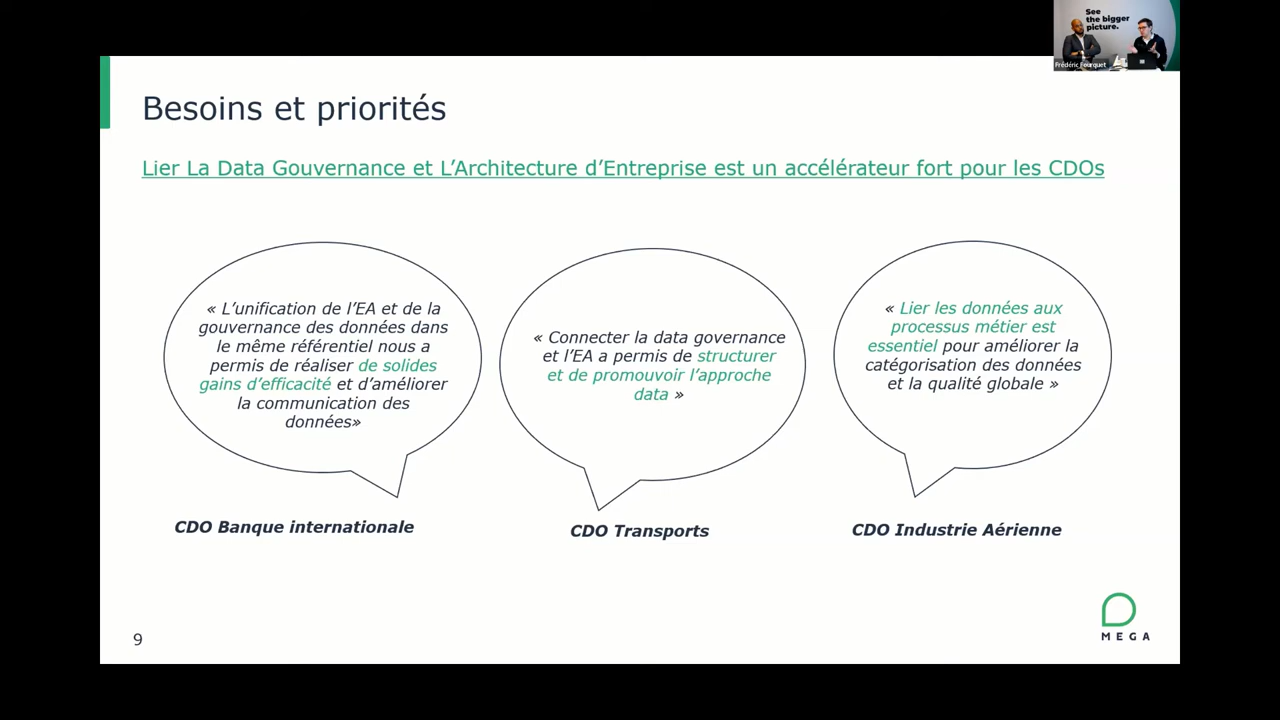 See
the bigger
picture.
Frédéric Fourquet
Besoins et priorités
Lier La Data Gouvernance et L’Architecture d’Entreprise est un accélérateur fort pour les CDOs
« L’unification de l’EA et de la
gouvernance des données dans
le même référentiel nous a
permis de réaliser de solides
gains d’efficacité et d’améliorer
la communication des
données»
« Connecter la data governance
et l’EA a permis de structurer
et de promouvoir l’approche
data »
« Lier les données aux
processus métier est
essentiel pour améliorer la
catégorisation des données
et la qualité globale »
CDO Banque internationale
CDO Transports
CDO Industrie Aérienne
9
MEGA